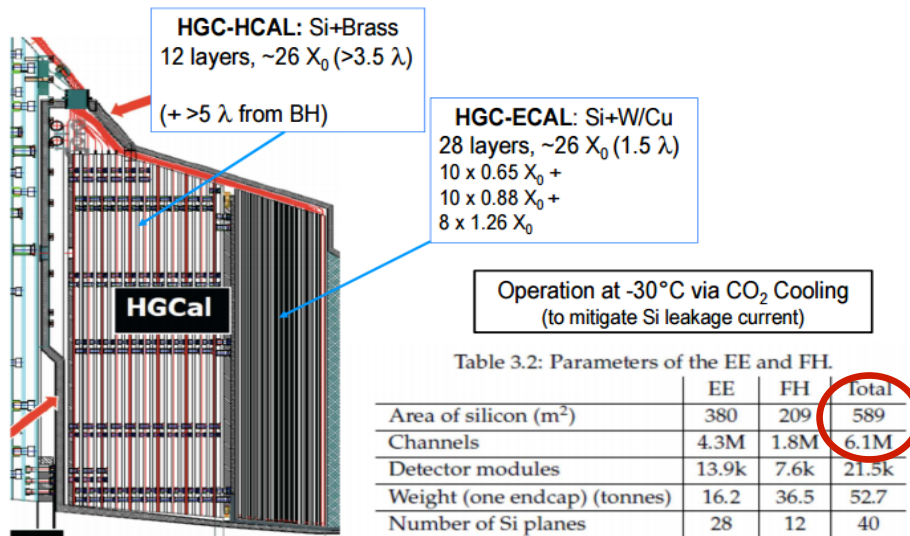 HGC-HCAL: Si+Brass
12 layers, ~26 X₀ (>3.5 λ)
(+ >5 λ from BH)
HGC-ECAL: Si+W/Cu
28 layers, ~26 X₀ (1.5 λ)
10 x 0.65 X₀ +
10 x 0.88 X₀ +
8 x 1.26 X₀
HGCal
Operation at -30°C via CO₂ Cooling
(to mitigate Si leakage current)
Table 3.2: Parameters of the EE and FH.
EE FH Total
Area of silicon (m²) 380 209 589
Channels 4.3M 1.8M 6.1M
Detector modules 13.9k 7.6k 21.5k
Weight (one endcap) (tonnes) 16.2 36.5 52.7
Number of Si planes 28 12 40